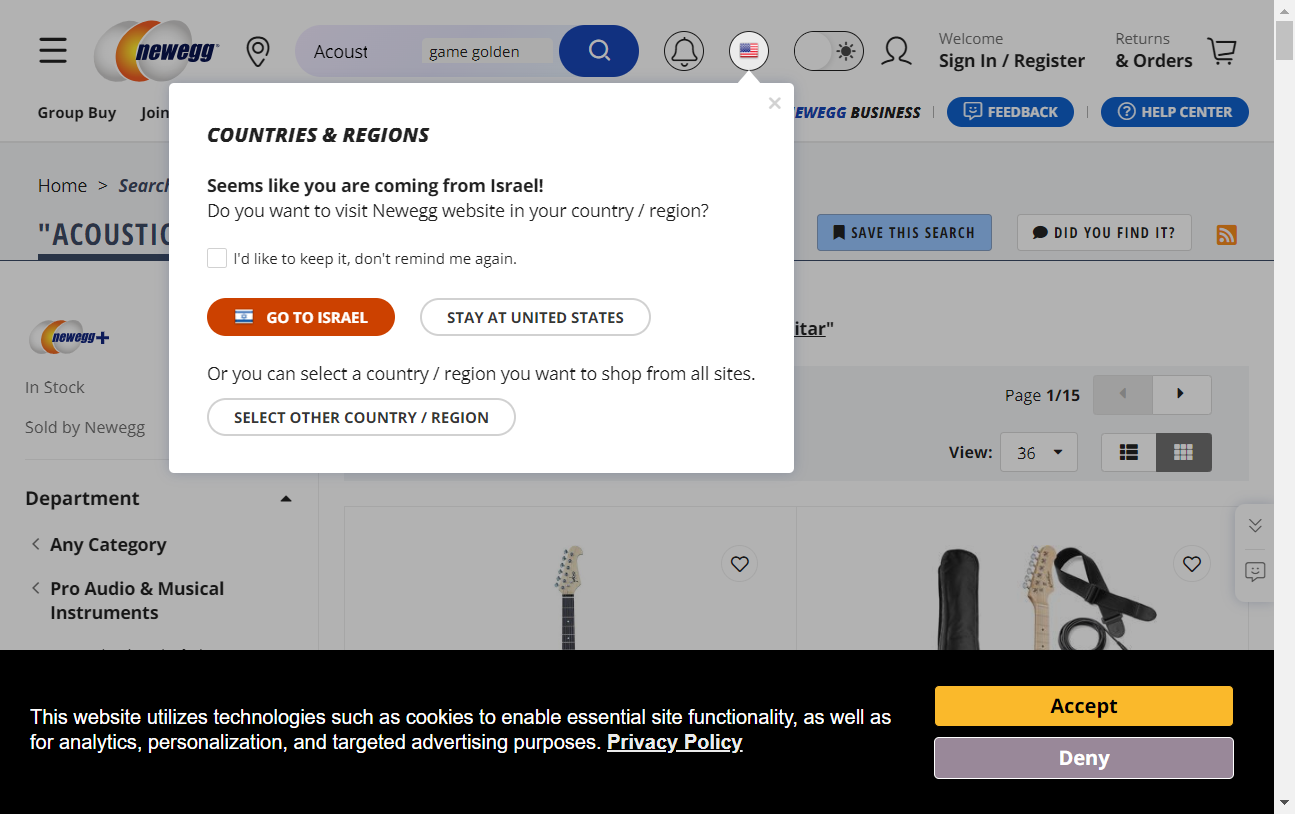 newegg
Acoust
game golden
Welcome
Sign In / Register
Returns
& Orders
Group Buy
Join
NEWEGG BUSINESS
FEEDBACK
HELP CENTER
COUNTRIES & REGIONS
Seems like you are coming from Israel!
Do you want to visit Newegg website in your country / region?
I'd like to keep it, don't remind me again.
GO TO ISRAEL
STAY AT UNITED STATES
Or you can select a country / region you want to shop from all sites.
SELECT OTHER COUNTRY / REGION
Home > Search
"ACOUSTIC
SAVE THIS SEARCH
DID YOU FIND IT?
itar"
newegg+
In Stock
Sold by Newegg
Page 1/15
View: 36
Department
Any Category
Pro Audio & Musical
Instruments
This website utilizes technologies such as cookies to enable essential site functionality, as well as
for analytics, personalization, and targeted advertising purposes. Privacy Policy
Accept
Deny